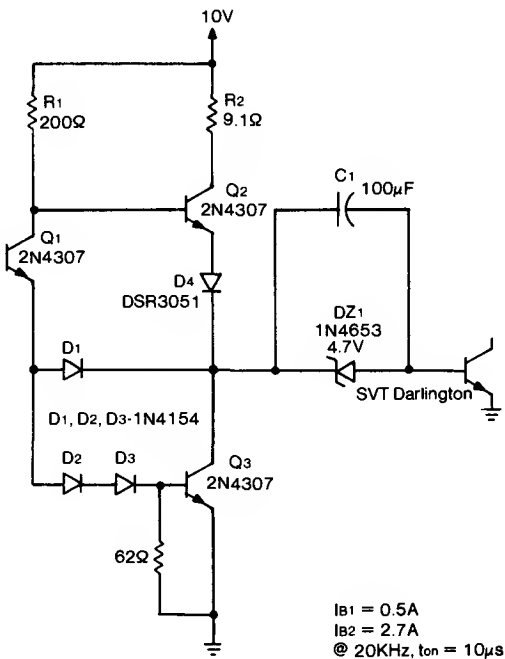 10V
R1
200Ω
R2
9.1Ω
C1
100µF
Q2
2N4307
Q1
2N4307
D4
DSR3051
DZ1
1N4653
4.7V
D1
SVT Darlington
D1, D2, D3-1N4154
D2
D3
Q3
2N4307
62Ω
IB1 = 0.5A
IB2 = 2.7A
@ 20KHz, ton = 10µs